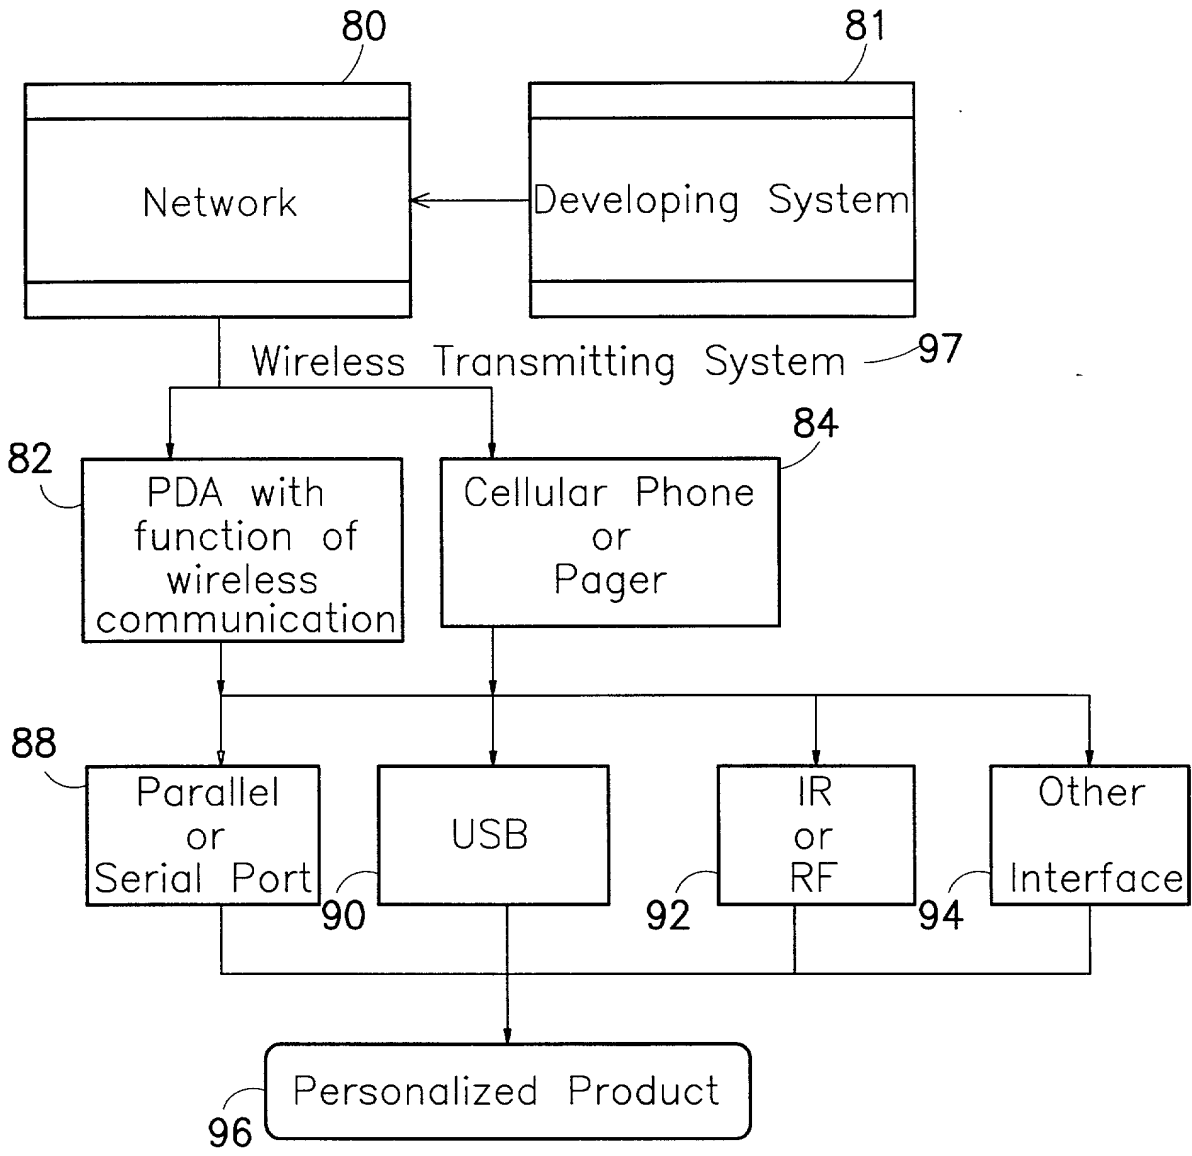 80
81
Network
Developing System
Wireless Transmitting System
97
82
84
PDA with
function of
wireless
communication
Cellular Phone
or
Pager
88
Parallel
or
Serial Port
USB
90
IR
or
RF
92
Other
Interface
94
Personalized Product
96